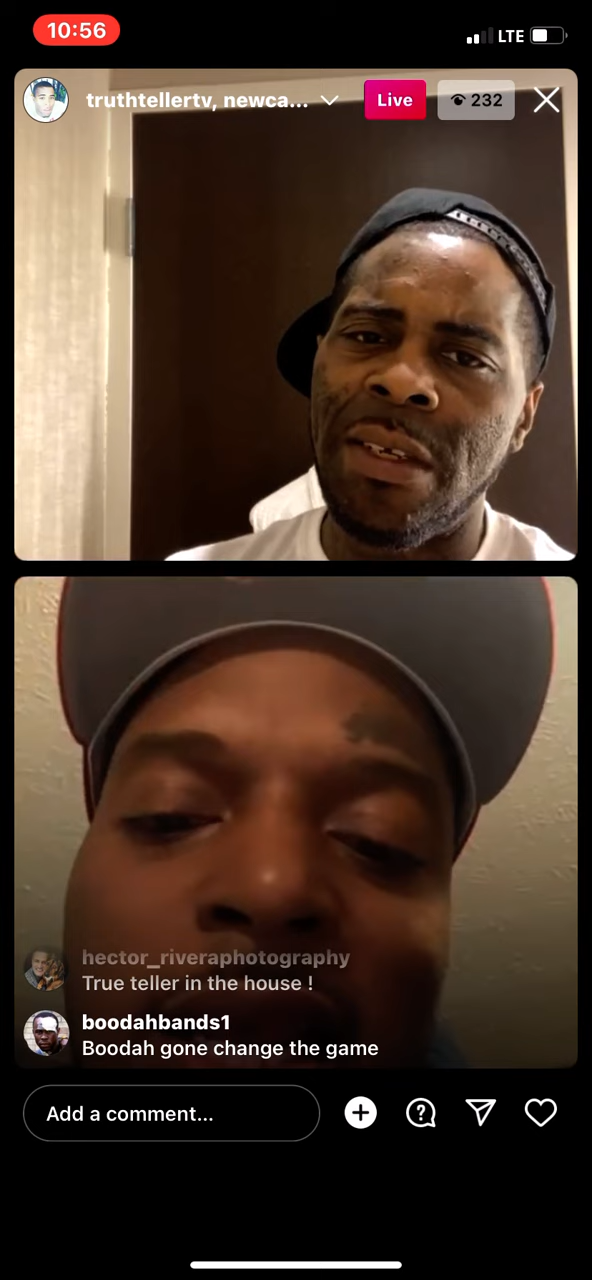 10:56
LTE
truthtellertv, newca...
Live
232
hector_riveraphotography
True teller in the house !
boodahbands1
Boodah gone change the game
Add a comment...